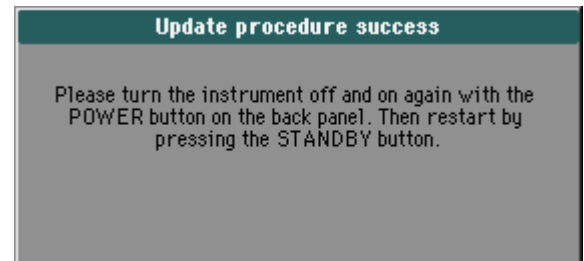 Update procedure success
Please turn the instrument off and on again with the
POWER button on the back panel. Then restart by
pressing the STANDBY button.